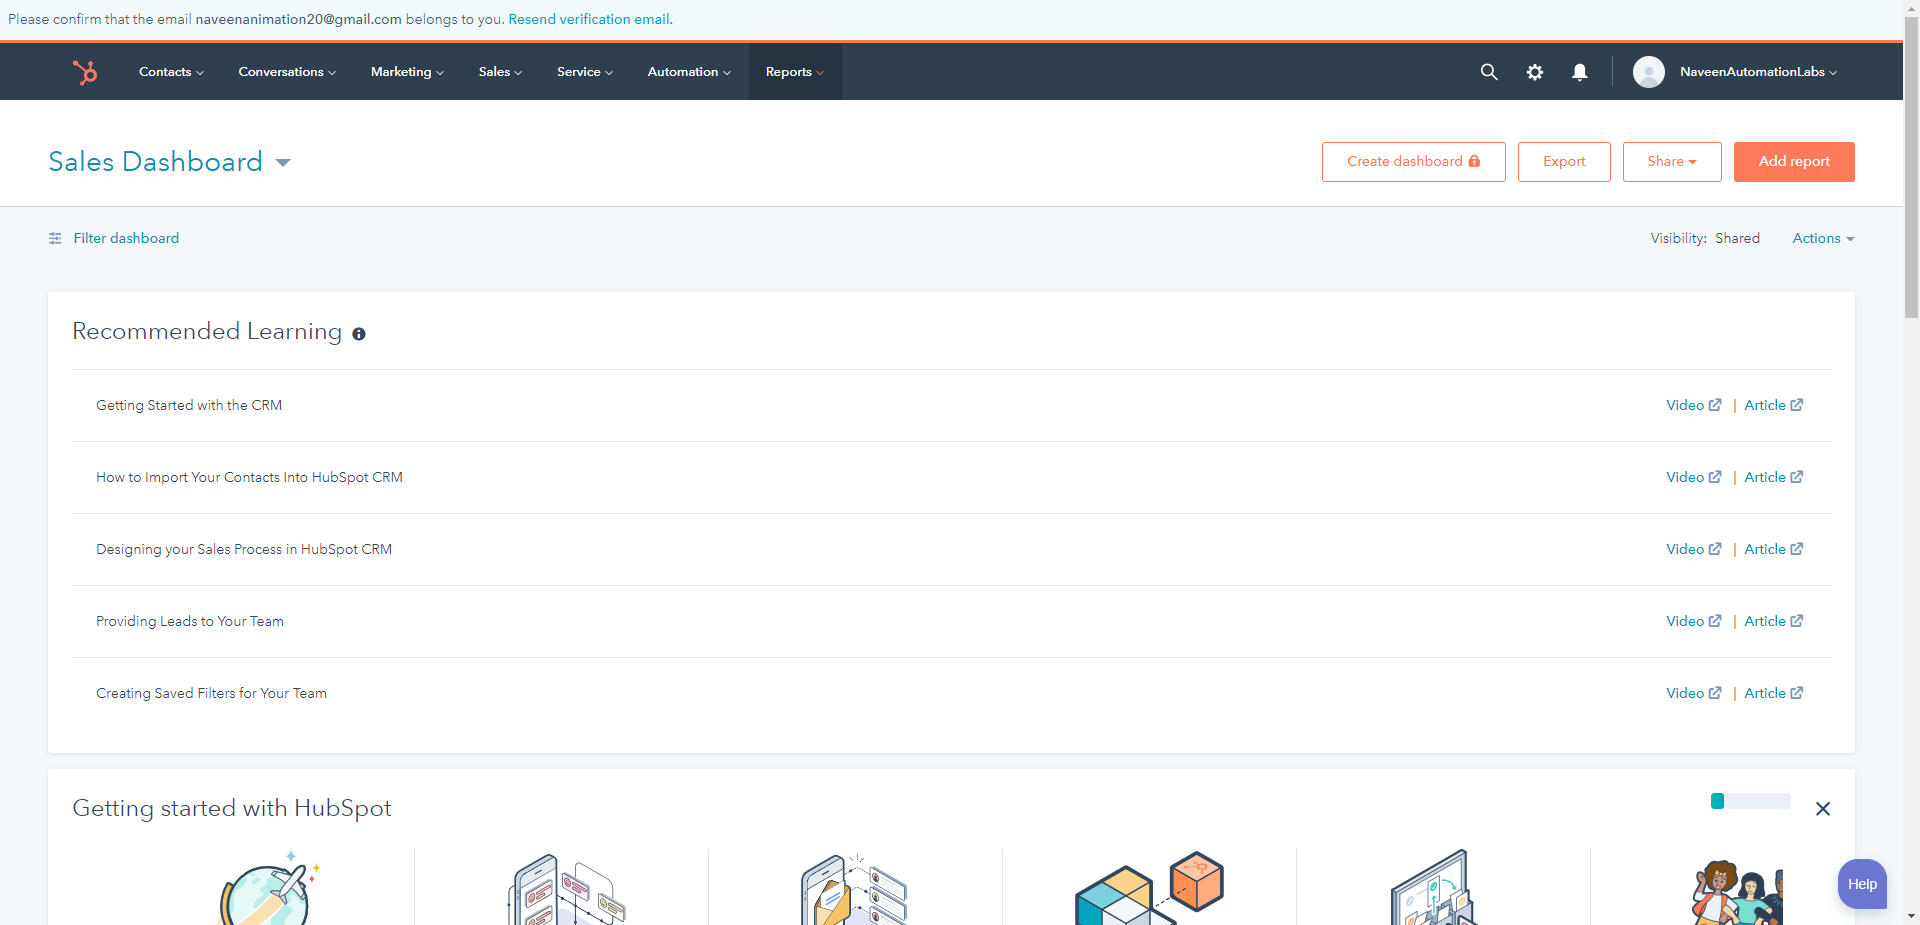 Please confirm that the email naveenanimation20@gmail.com belongs to you. Resend verification email.
Contacts Conversations Marketing Sales Service Automation Reports NaveenAutomationLabs
Sales Dashboard Create dashboard Export Share Add report
Filter dashboard Visibility: Shared Actions
Recommended Learning
Getting Started with the CRM Video | Article
How to Import Your Contacts Into HubSpot CRM Video | Article
Designing your Sales Process in HubSpot CRM Video | Article
Providing Leads to Your Team Video | Article
Creating Saved Filters for Your Team Video | Article
Getting started with HubSpot
Help